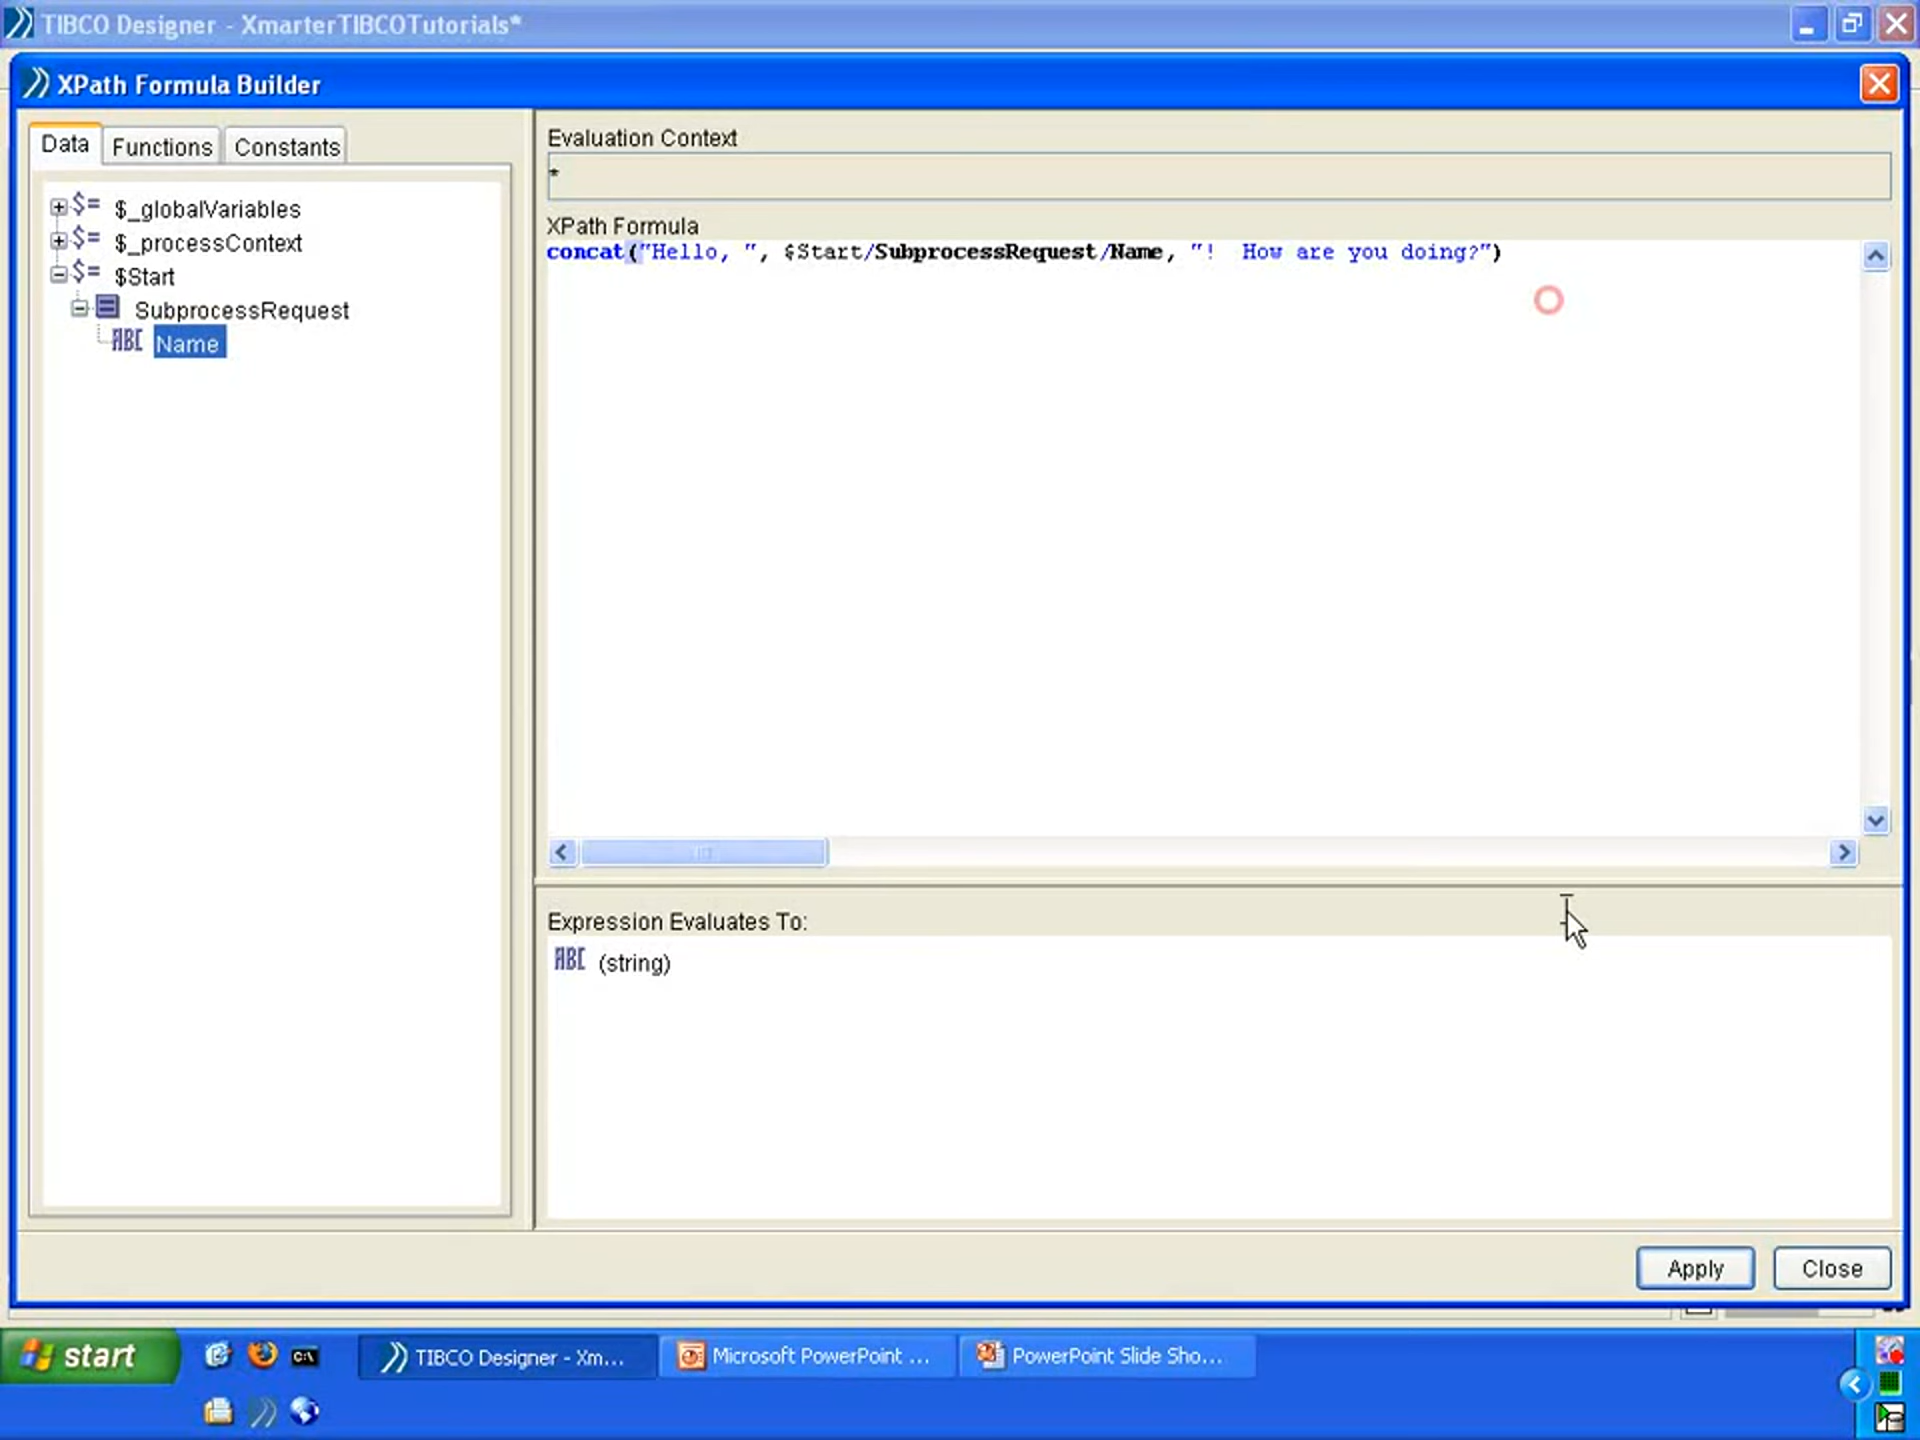 TIBCO Designer - XmarterTIBCOTutorials*
XPath Formula Builder
Data
Functions
Constants
$= $_globalVariables
$= $_processContext
$= $Start
SubprocessRequest
ABC Name
Evaluation Context
*
XPath Formula
concat("Hello, ", $Start/SubprocessRequest/Name, "!  How are you doing?")
Expression Evaluates To:
ABC (string)
Apply
Close
start
C:\
TIBCO Designer - Xm...
Microsoft PowerPoint ...
PowerPoint Slide Sho...